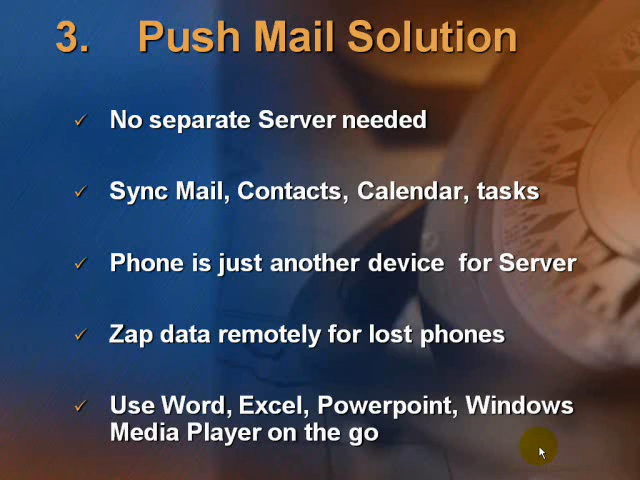 3. Push Mail Solution
✓ No separate Server needed
✓ Sync Mail, Contacts, Calendar, tasks
✓ Phone is just another device for Server
✓ Zap data remotely for lost phones
✓ Use Word, Excel, Powerpoint, Windows
Media Player on the go